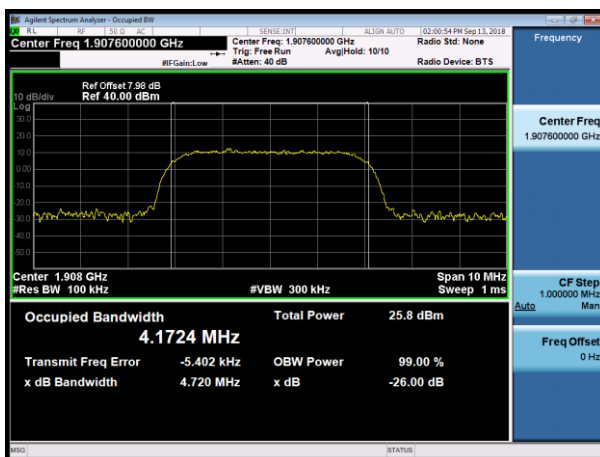 Agilent Spectrum Analyzer - Occupied BW
RL RF 50 Ω AC SENSE:INT ALIGN AUTO 02:00:54 PM Sep 13, 2018
Center Freq 1.907600000 GHz
Center Freq: 1.907600000 GHz
Radio Std: None
Trig: Free Run Avg|Hold: 10/10
#IFGain:Low #Atten: 40 dB Radio Device: BTS
Frequency
Ref Offset 7.98 dB
10 dB/div Ref 40.00 dBm
Log
30.0
20.0
10.0
0.00
-10.0
-20.0
-30.0
-40.0
-50.0
Center 1.908 GHz Span 10 MHz
#Res BW 100 kHz #VBW 300 kHz Sweep 1 ms
Occupied Bandwidth Total Power 25.8 dBm
4.1724 MHz
Transmit Freq Error -5.402 kHz OBW Power 99.00 %
x dB Bandwidth 4.720 MHz x dB -26.00 dB
Center Freq
1.907600000 GHz
CF Step
1.000000 MHz
Auto Man
Freq Offset
0 Hz
MSG STATUS